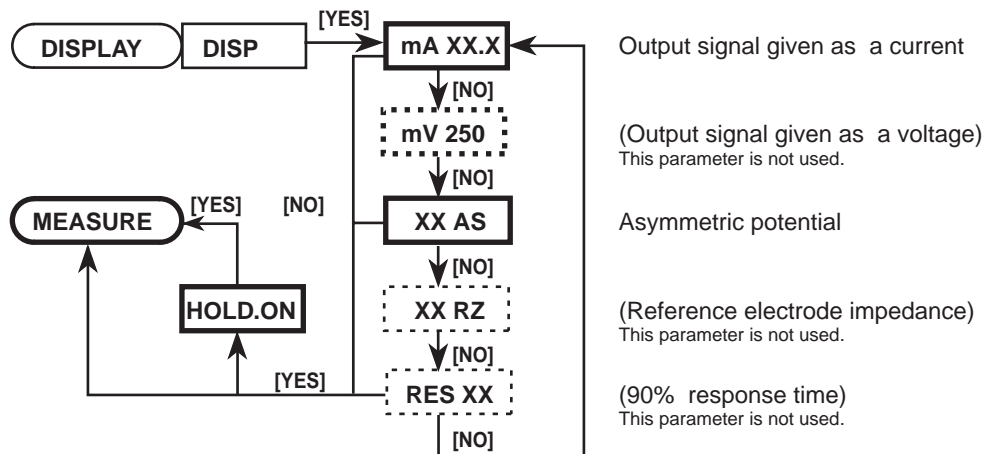 [YES]
DISPLAY DISP mA XX.X Output signal given as a current
[NO]
mV 250 (Output signal given as a voltage)
This parameter is not used.
[NO]
[YES] [NO]
MEASURE XX AS Asymmetric potential
[NO]
HOLD.ON XX RZ (Reference electrode impedance)
This parameter is not used.
[NO]
[YES] RES XX (90% response time)
This parameter is not used.
[NO]